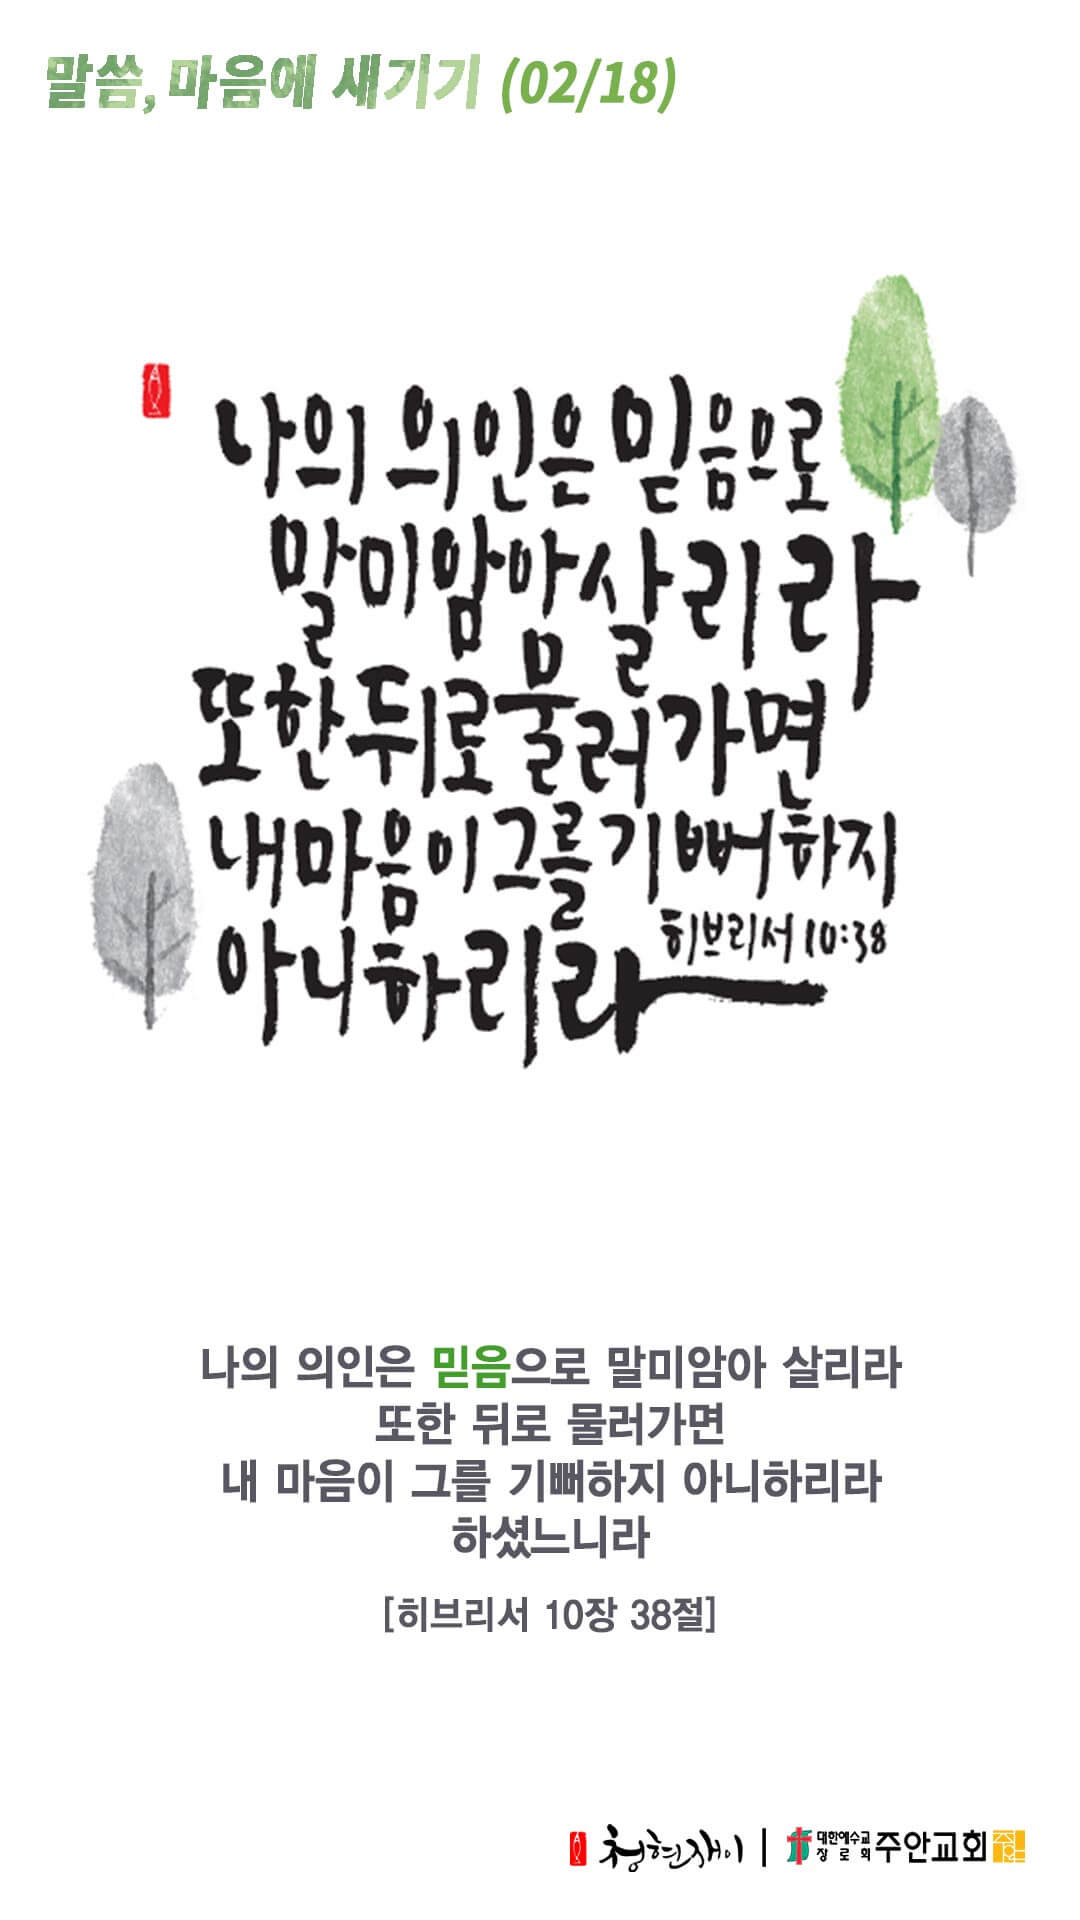 말씀, 마음에 새기기 (02/18)
나의 의인은 믿음으로
말미암아 살리라
또한 뒤로 물러가면
내 마음이 그를 기뻐하지
아니하리라
히브리서 10:38
나의 의인은 믿음으로 말미암아 살리라
또한 뒤로 물러가면
내 마음이 그를 기뻐하지 아니하리라
하셨느니라
[히브리서 10장 38절]
청현재이 | 대한예수교
장로회 주안교회